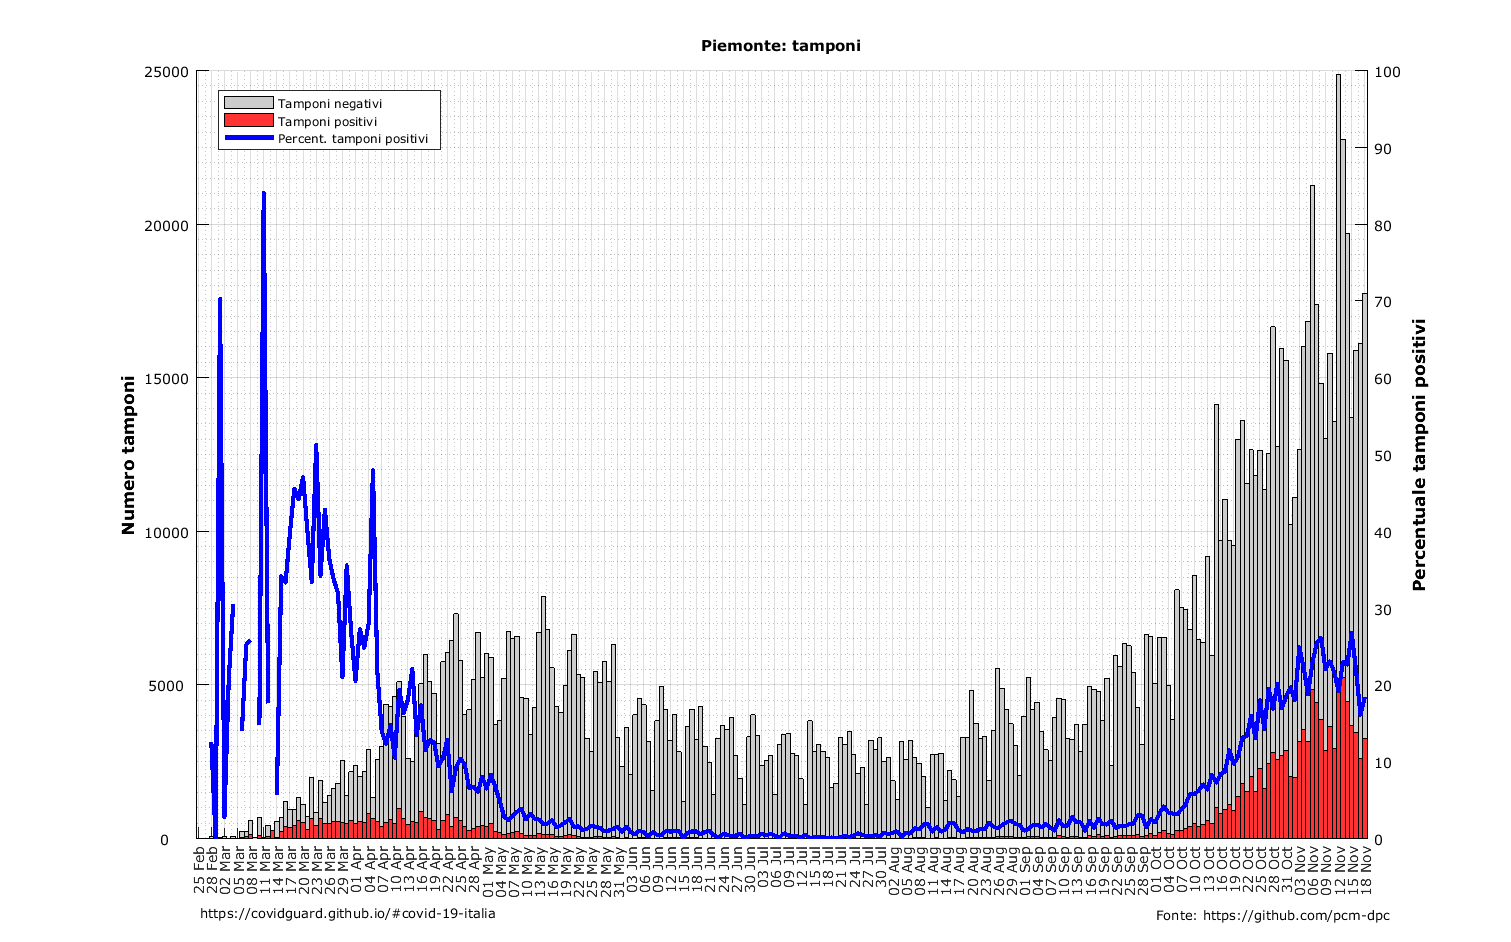 Piemonte: tamponi
Tamponi negativi
Tamponi positivi
Percent. tamponi positivi
Numero tamponi
25000
20000
15000
10000
5000
0
100
90
80
70
60
50
40
30
20
10
0
Percentuale tamponi positivi
25 Feb
28 Feb
02 Mar
05 Mar
08 Mar
11 Mar
14 Mar
17 Mar
20 Mar
23 Mar
26 Mar
29 Mar
01 Apr
04 Apr
07 Apr
10 Apr
13 Apr
16 Apr
19 Apr
22 Apr
25 Apr
28 Apr
01 May
04 May
07 May
10 May
13 May
16 May
19 May
22 May
25 May
28 May
31 May
03 Jun
06 Jun
09 Jun
12 Jun
15 Jun
18 Jun
21 Jun
24 Jun
27 Jun
30 Jun
03 Jul
06 Jul
09 Jul
12 Jul
15 Jul
18 Jul
21 Jul
24 Jul
27 Jul
30 Jul
02 Aug
05 Aug
08 Aug
11 Aug
14 Aug
17 Aug
20 Aug
23 Aug
26 Aug
29 Aug
01 Sep
04 Sep
07 Sep
10 Sep
13 Sep
16 Sep
19 Sep
22 Sep
25 Sep
28 Sep
01 Oct
04 Oct
07 Oct
10 Oct
13 Oct
16 Oct
19 Oct
22 Oct
25 Oct
28 Oct
31 Oct
03 Nov
06 Nov
09 Nov
12 Nov
15 Nov
18 Nov
https://covidguard.github.io/#covid-19-italia
Fonte: https://github.com/pcm-dpc